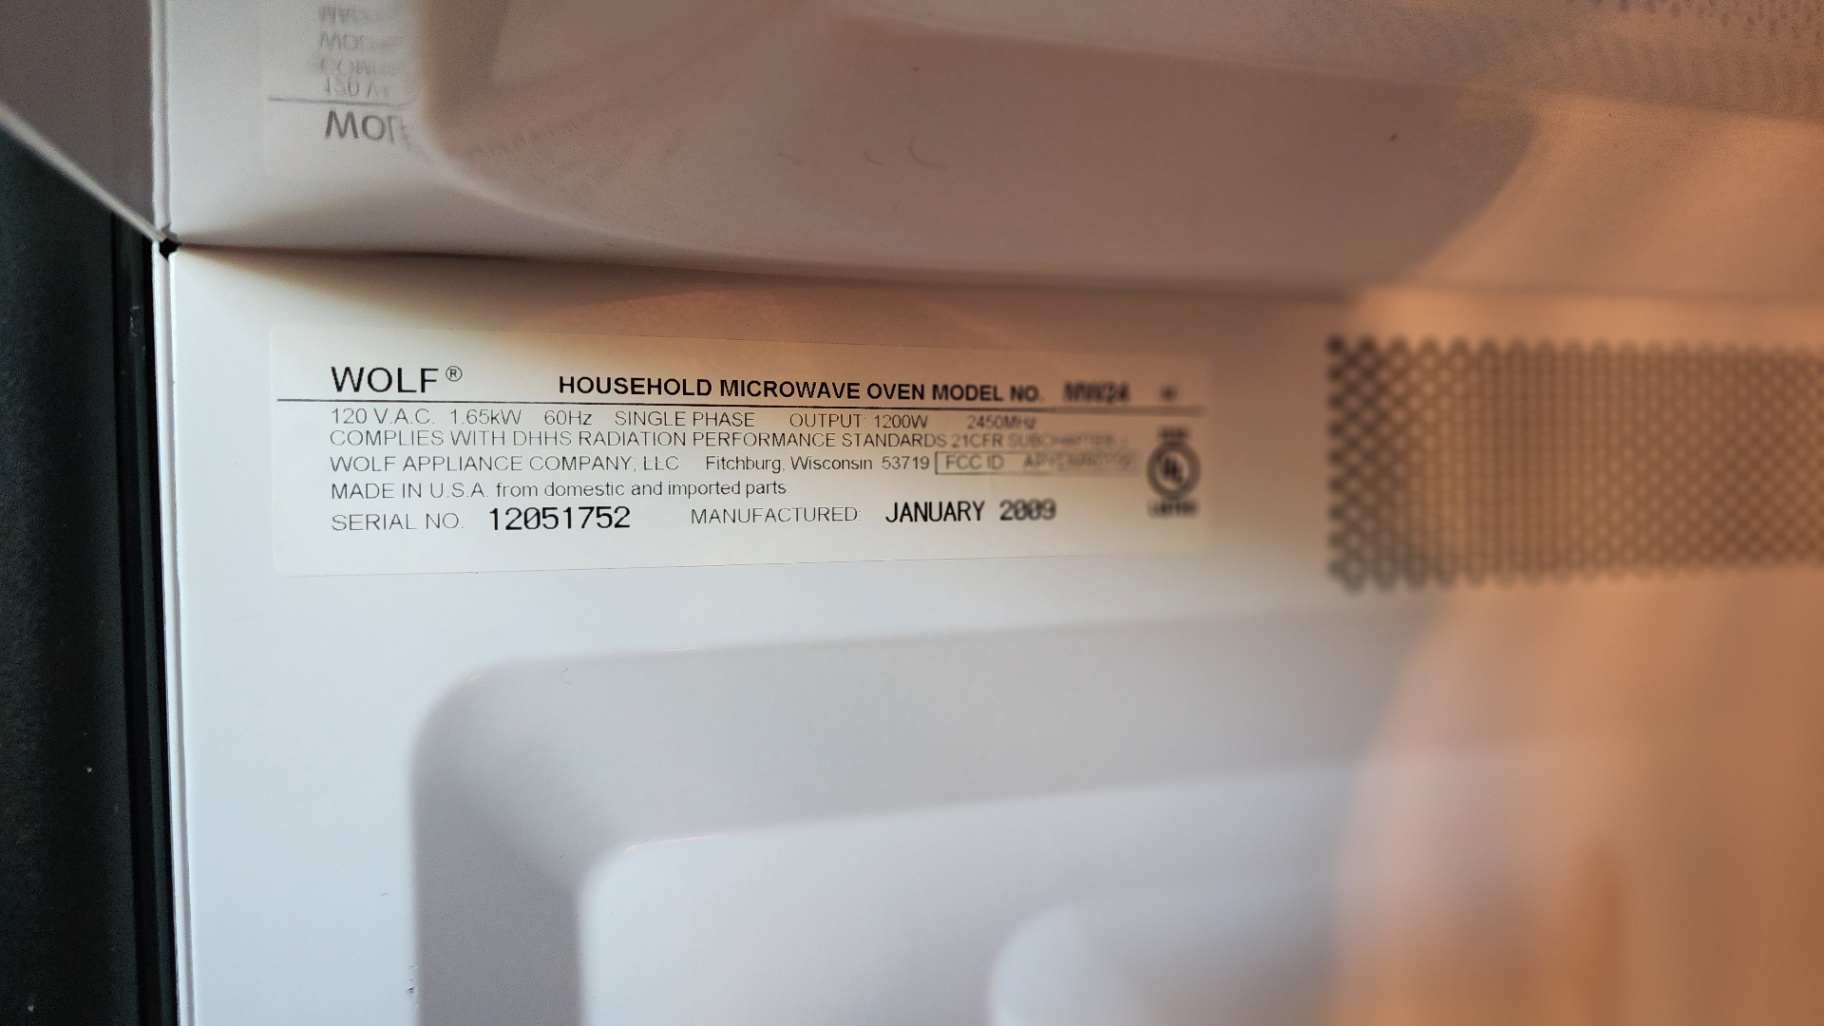 WOLF® HOUSEHOLD MICROWAVE OVEN MODEL NO. MW24
120 V.A.C. 1.65kW 60Hz SINGLE PHASE OUTPUT: 1200W 2450MHz
COMPLIES WITH DHHS RADIATION PERFORMANCE STANDARDS 21CFR
WOLF APPLIANCE COMPANY, LLC Fitchburg, Wisconsin 53719 FCC ID
MADE IN U.S.A. from domestic and imported parts
SERIAL NO. 12051752 MANUFACTURED: JANUARY 2009